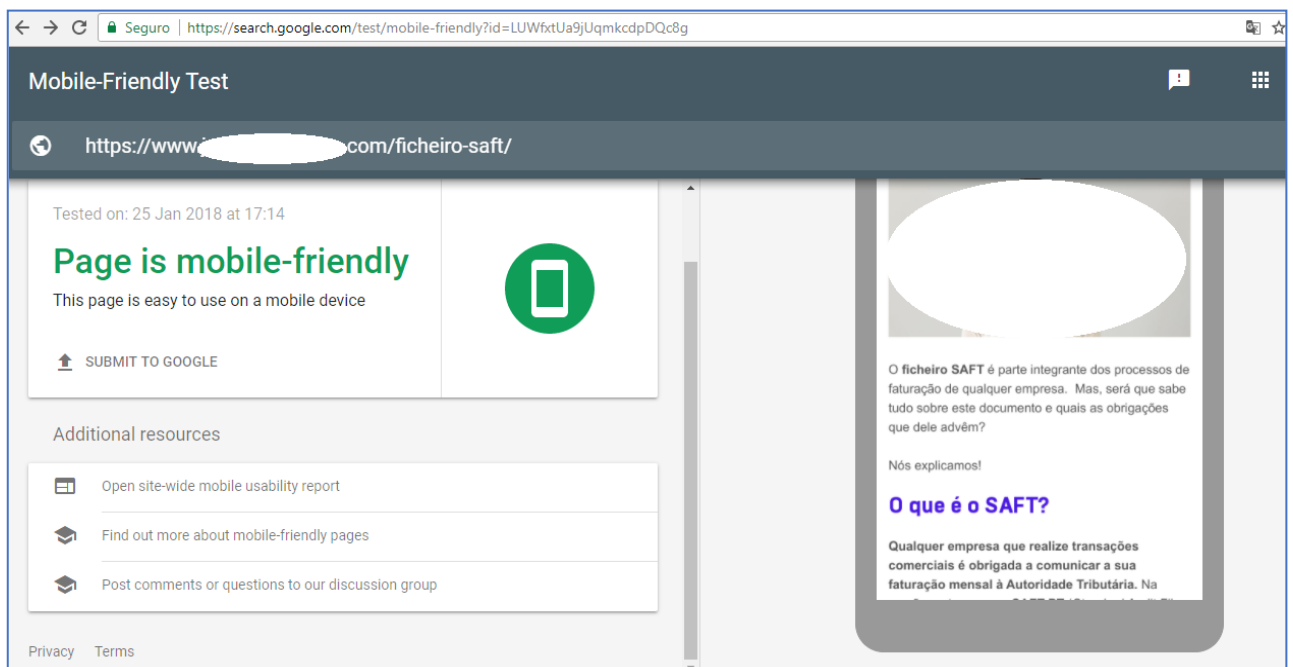 Seguro | https://search.google.com/test/mobile-friendly?id=LUWfxtUa9jUqmkcdpDQc8g
Mobile-Friendly Test
https://www.
com/ficheiro-saft/
Tested on: 25 Jan 2018 at 17:14
Page is mobile-friendly
This page is easy to use on a mobile device
SUBMIT TO GOOGLE
Additional resources
Open site-wide mobile usability report
Find out more about mobile-friendly pages
Post comments or questions to our discussion group
Privacy Terms
O ficheiro SAFT é parte integrante dos processos de
faturação de qualquer empresa. Mas, será que sabe
tudo sobre este documento e quais as obrigações
que dele advêm?
Nós explicamos!
O que é o SAFT?
Qualquer empresa que realize transações
comerciais é obrigada a comunicar a sua
faturação mensal à Autoridade Tributária. Na